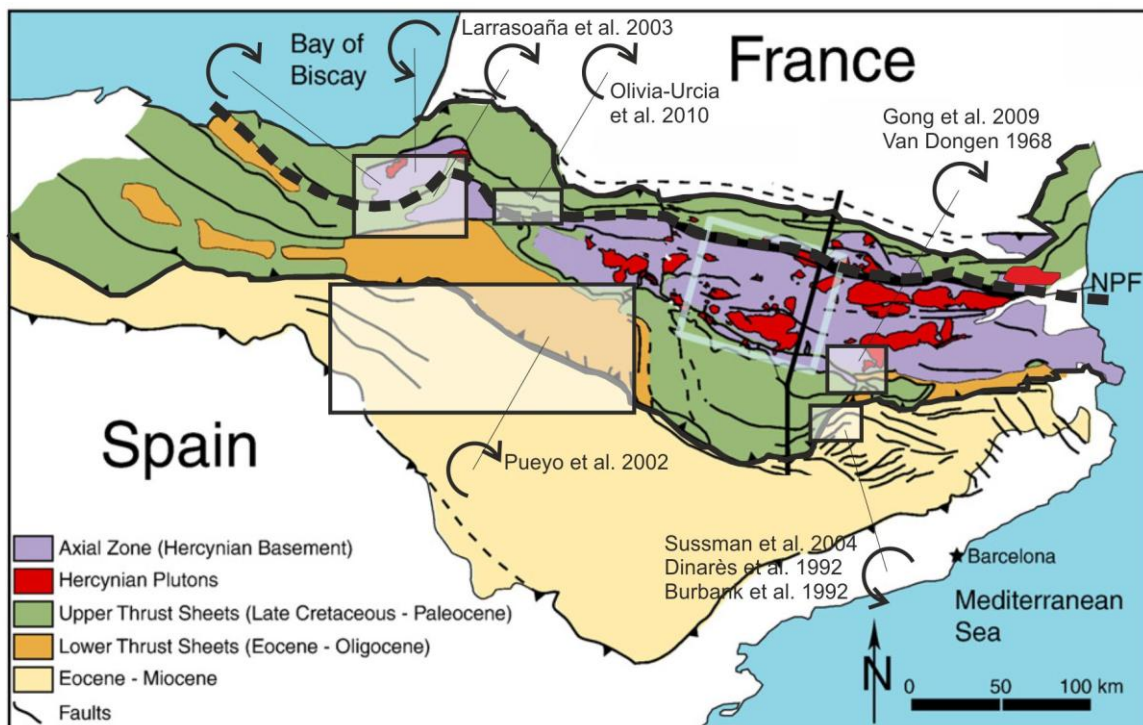 Larrasoaña et al. 2003
Bay of
Biscay
France
Olivia-Urcia
et al. 2010
Gong et al. 2009
Van Dongen 1968
NPF
Spain
Pueyo et al. 2002
Sussman et al. 2004
Dinarès et al. 1992
Burbank et al. 1992
Barcelona
Mediterranean
Sea
Axial Zone (Hercynian Basement)
Hercynian Plutons
Upper Thrust Sheets (Late Cretaceous - Paleocene)
Lower Thrust Sheets (Eocene - Oligocene)
Eocene - Miocene
Faults
N
0 50 100 km